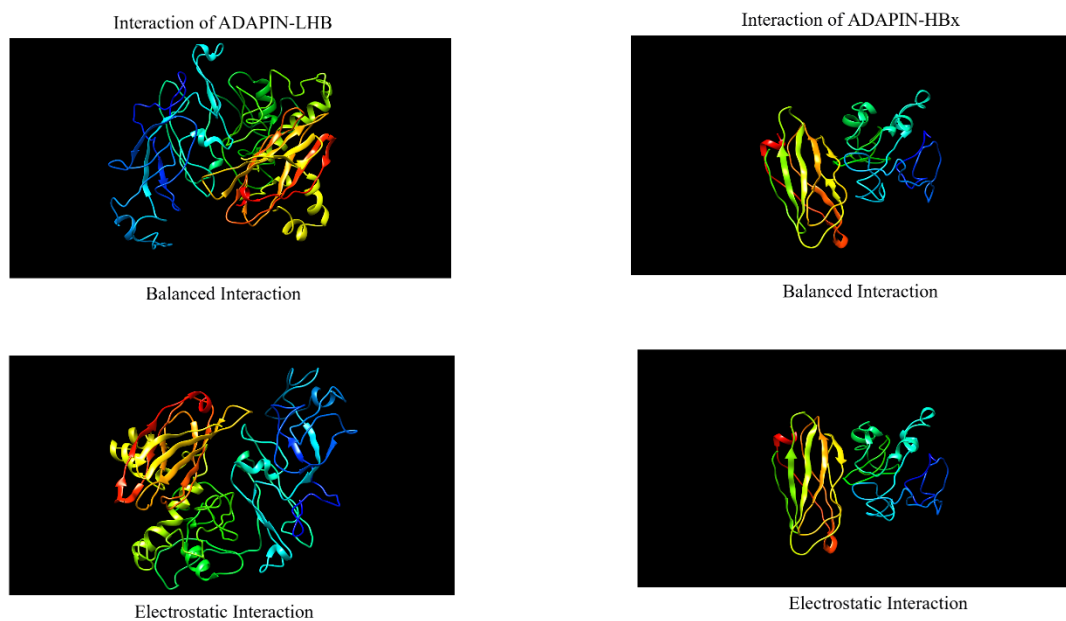 Interaction of ADAPIN-LHB
Interaction of ADAPIN-HBx
Balanced Interaction
Balanced Interaction
Electrostatic Interaction
Electrostatic Interaction